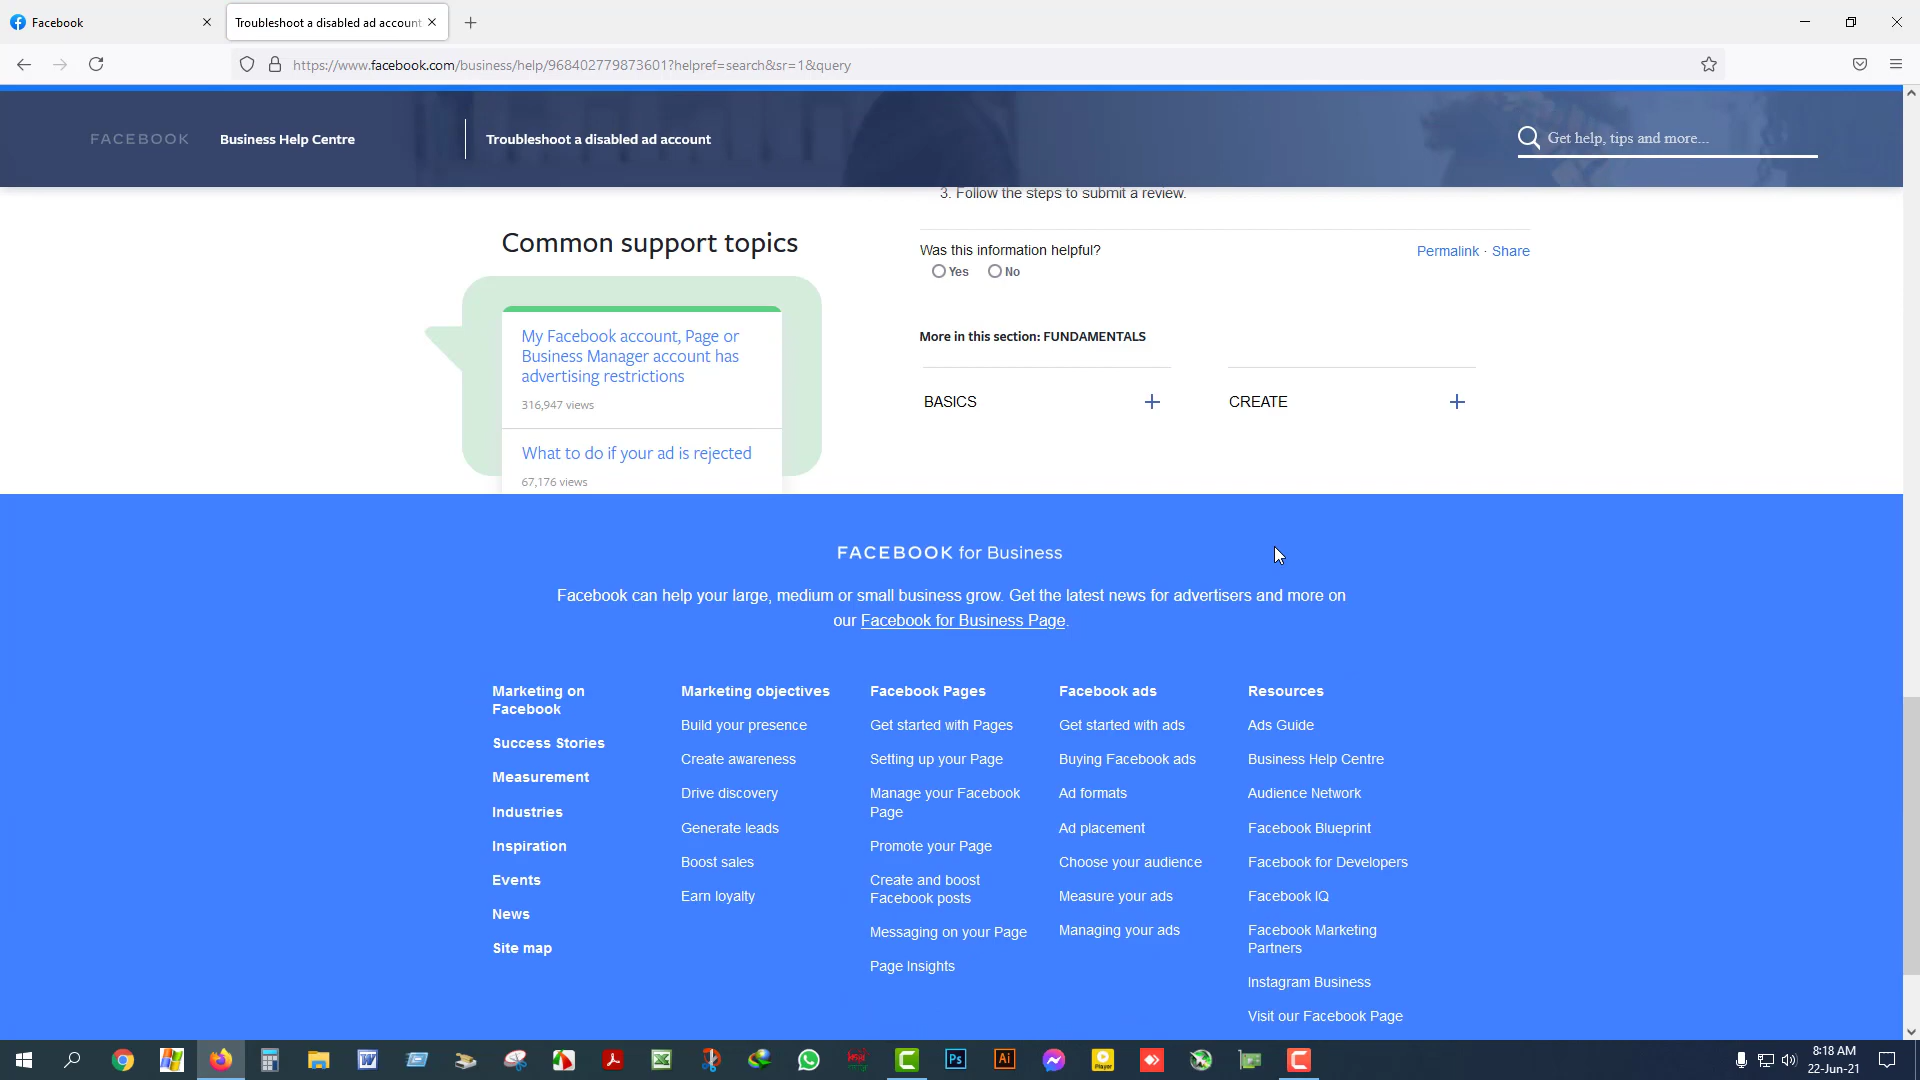 Facebook
Troubleshoot a disabled ad account
https://www.facebook.com/business/help/968402779873601?helpref=search&sr=1&query
FACEBOOK
Business Help Centre
Troubleshoot a disabled ad account
Get help, tips and more...
3. Follow the steps to submit a review.
Common support topics
My Facebook account, Page or
Business Manager account has
advertising restrictions
316,947 views
What to do if your ad is rejected
67,176 views
Was this information helpful?
Yes
No
Permalink · Share
More in this section: FUNDAMENTALS
BASICS
CREATE
FACEBOOK for Business
Facebook can help your large, medium or small business grow. Get the latest news for advertisers and more on
our Facebook for Business Page.
Marketing on
Facebook
Success Stories
Measurement
Industries
Inspiration
Events
News
Site map
Marketing objectives
Build your presence
Create awareness
Drive discovery
Generate leads
Boost sales
Earn loyalty
Facebook Pages
Get started with Pages
Setting up your Page
Manage your Facebook
Page
Promote your Page
Create and boost
Facebook posts
Messaging on your Page
Page Insights
Facebook ads
Get started with ads
Buying Facebook ads
Ad formats
Ad placement
Choose your audience
Measure your ads
Managing your ads
Resources
Ads Guide
Business Help Centre
Audience Network
Facebook Blueprint
Facebook for Developers
Facebook IQ
Facebook Marketing
Partners
Instagram Business
Visit our Facebook Page
Ps
Ai
Player
8:18 AM
22-Jun-21